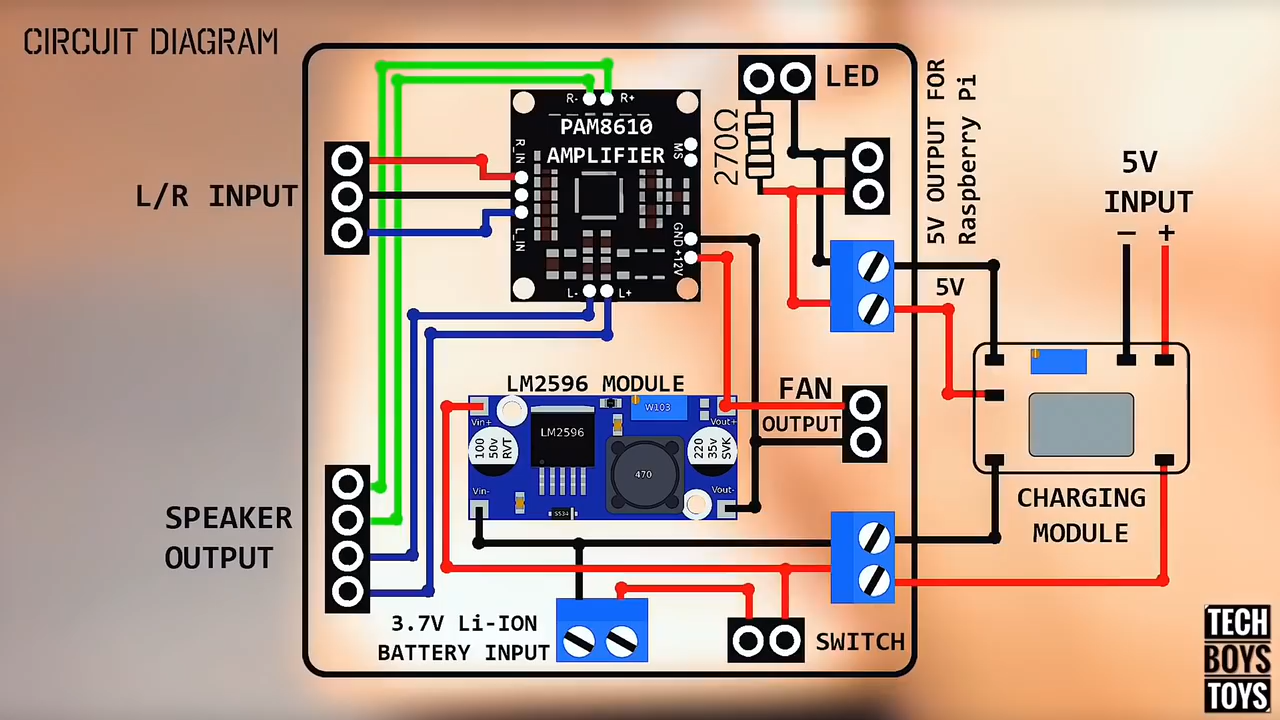 CIRCUIT DIAGRAM
LED
5V OUTPUT FOR
Raspberry Pi
R-
R+
PAM8610
AMPLIFIER
R_IN
L_IN
MS
GND
+12V
L-
L+
270Ω
L/R INPUT
5V
INPUT
−
+
5V
LM2596 MODULE
FAN
OUTPUT
Vin+
W103
Vout+
LM2596
100
50v
RVT
220
35v
SVK
470
Vin-
Vout-
SS34
CHARGING
MODULE
SPEAKER
OUTPUT
3.7V Li-ION
BATTERY INPUT
SWITCH
TECH
BOYS
TOYS